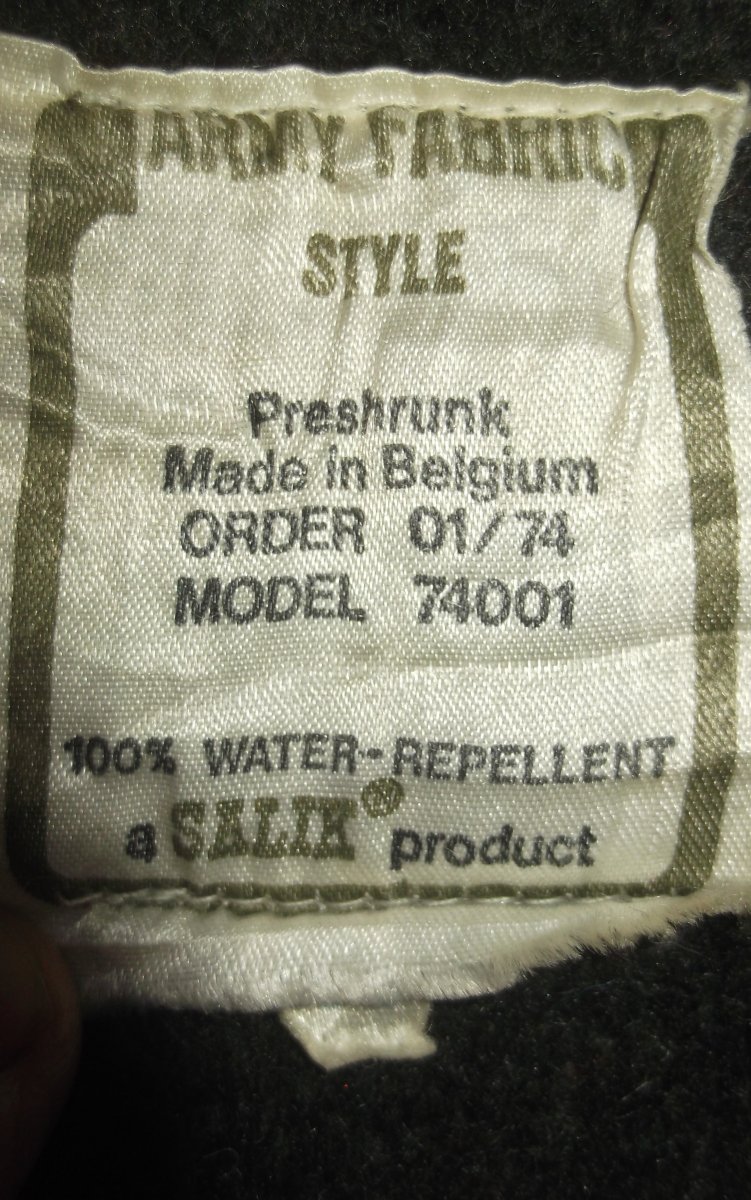 ARMY FABRIC
STYLE
Preshrunk
Made in Belgium
ORDER 01/74
MODEL 74001
100% WATER-REPELLENT
a SALIK® product